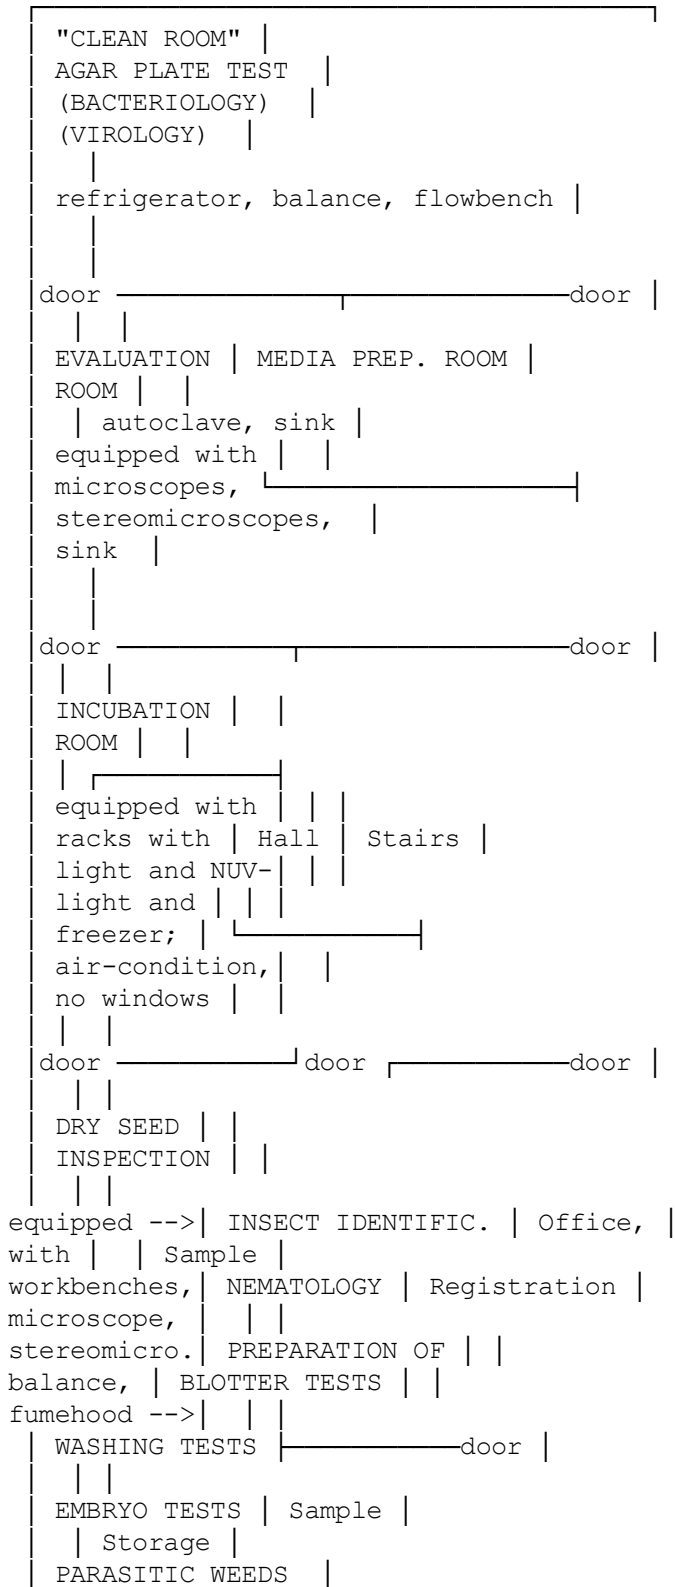 "CLEAN ROOM"
AGAR PLATE TEST
(BACTERIOLOGY)
(VIROLOGY)
refrigerator, balance, flowbench
door door
EVALUATION | MEDIA PREP. ROOM
ROOM
autoclave, sink
equipped with
microscopes,
stereomicroscopes,
sink
door door
INCUBATION
ROOM
equipped with
racks with | Hall | Stairs
light and NUV-
light and
freezer;
air-condition,
no windows
door door door
DRY SEED
INSPECTION
equipped -->| INSECT IDENTIFIC. | Office,
with | | Sample
workbenches,| NEMATOLOGY | Registration
microscope,
stereomicro.| PREPARATION OF
balance, | BLOTTER TESTS
fumehood -->|
WASHING TESTS door
EMBRYO TESTS | Sample
Storage
PARASITIC WEEDS